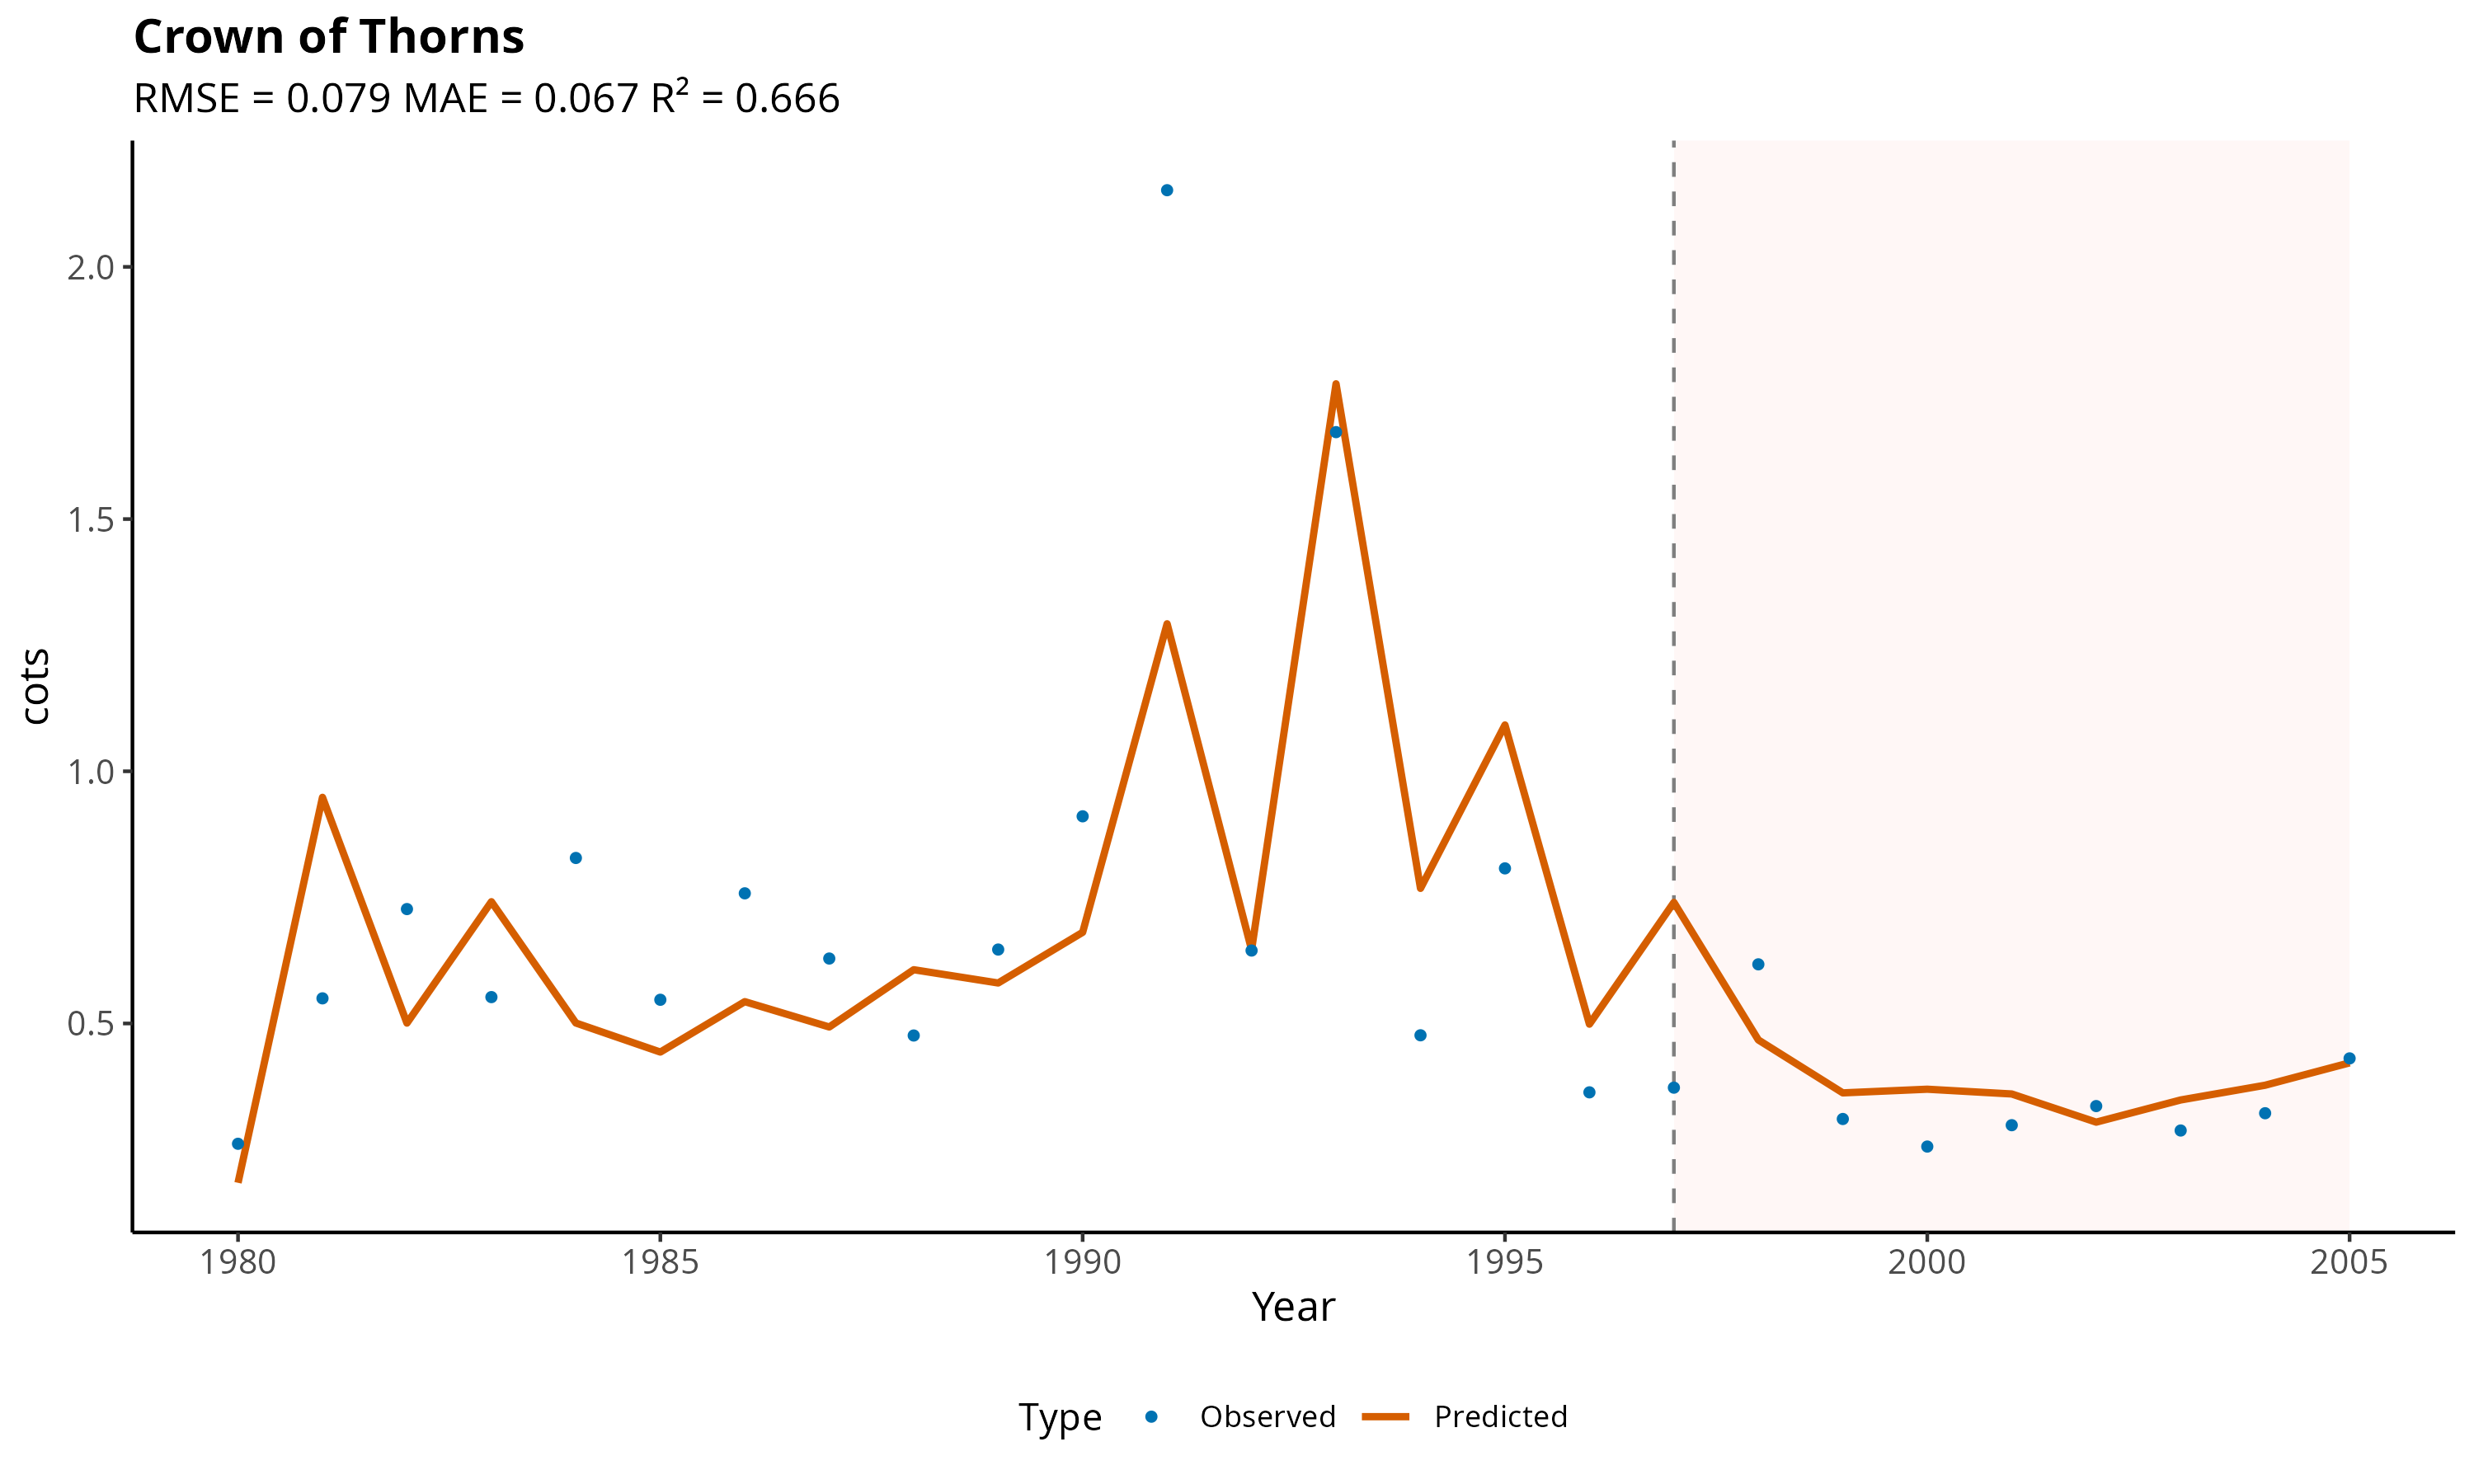 Crown of Thorns
RMSE = 0.079 MAE = 0.067 R² = 0.666
cots
2.0
1.5
1.0
0.5
1980 1985 1990 1995 2000 2005
Year
Type Observed Predicted